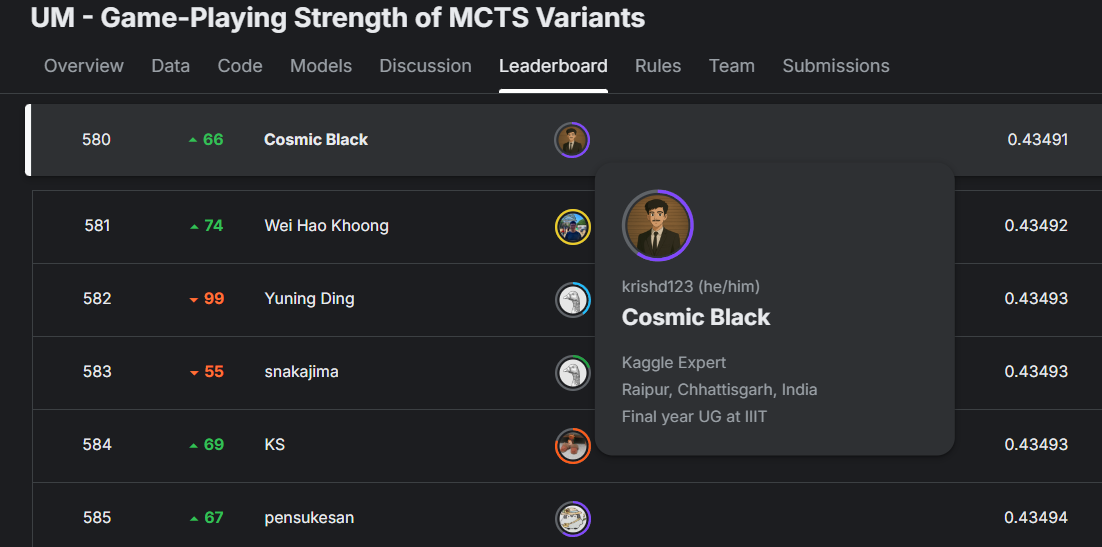 UM - Game-Playing Strength of MCTS Variants
Overview Data Code Models Discussion Leaderboard Rules Team Submissions
580 66 Cosmic Black 0.43491
581 74 Wei Hao Khoong 0.43492
582 99 Yuning Ding 0.43493
583 55 snakajima 0.43493
584 69 KS 0.43493
585 67 pensukesan 0.43494
krishd123 (he/him)
Cosmic Black
Kaggle Expert
Raipur, Chhattisgarh, India
Final year UG at IIIT